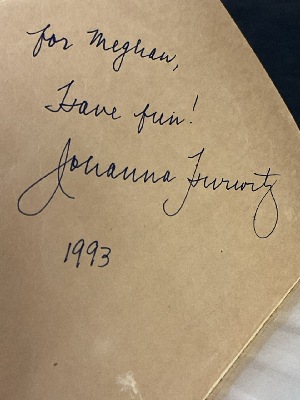 for Meghan,
Have fun!
Johanna Hurwitz
1993